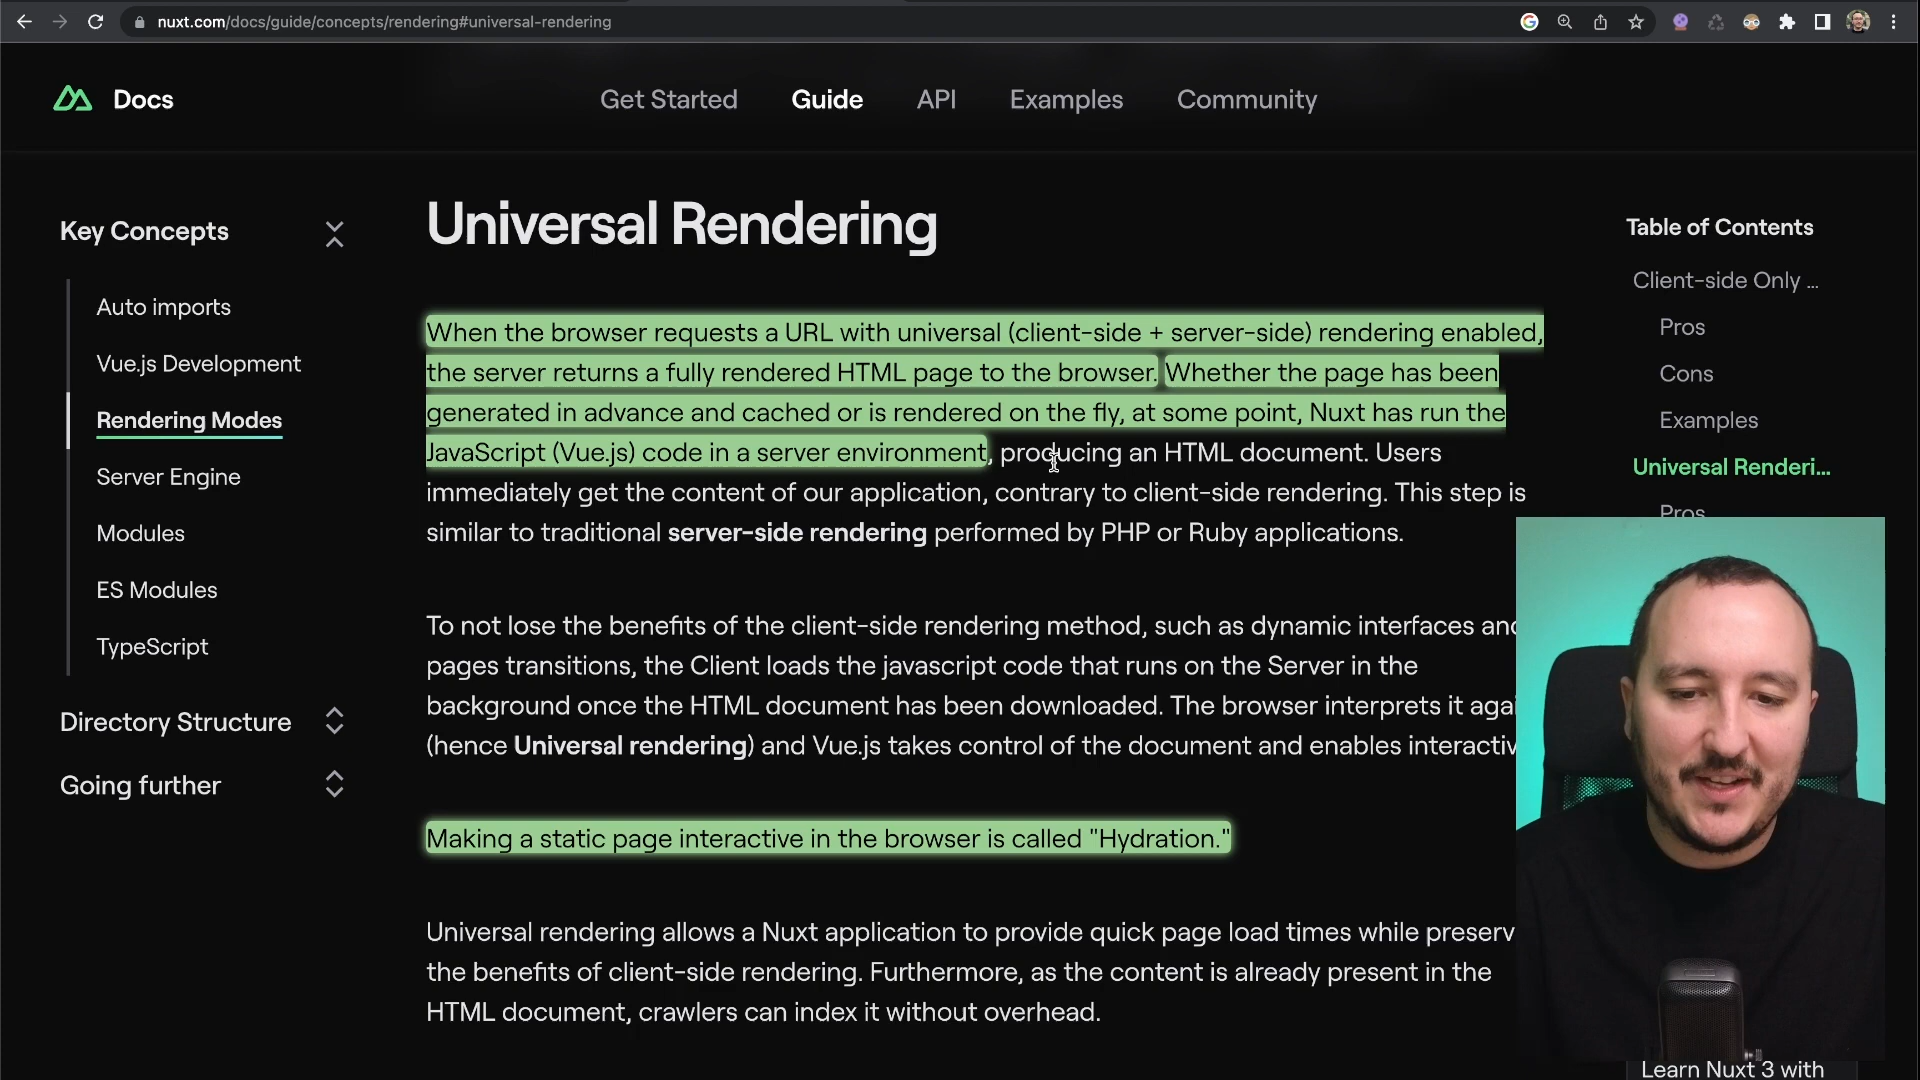 nuxt.com/docs/guide/concepts/rendering#universal-rendering
Docs
Get Started
Guide
API
Examples
Community
Key Concepts
Auto imports
Vue.js Development
Rendering Modes
Server Engine
Modules
ES Modules
TypeScript
Directory Structure
Going further
Universal Rendering
When the browser requests a URL with universal (client-side + server-side) rendering enabled,
the server returns a fully rendered HTML page to the browser. Whether the page has been
generated in advance and cached or is rendered on the fly, at some point, Nuxt has run the
JavaScript (Vue.js) code in a server environment, producing an HTML document. Users
immediately get the content of our application, contrary to client-side rendering. This step is
similar to traditional server-side rendering performed by PHP or Ruby applications.
To not lose the benefits of the client-side rendering method, such as dynamic interfaces and
pages transitions, the Client loads the javascript code that runs on the Server in the
background once the HTML document has been downloaded. The browser interprets it agai
(hence Universal rendering) and Vue.js takes control of the document and enables interactiv
Making a static page interactive in the browser is called "Hydration."
Universal rendering allows a Nuxt application to provide quick page load times while preserv
the benefits of client-side rendering. Furthermore, as the content is already present in the
HTML document, crawlers can index it without overhead.
Table of Contents
Client-side Only ...
Pros
Cons
Examples
Universal Renderi...
Pros
Learn Nuxt 3 with